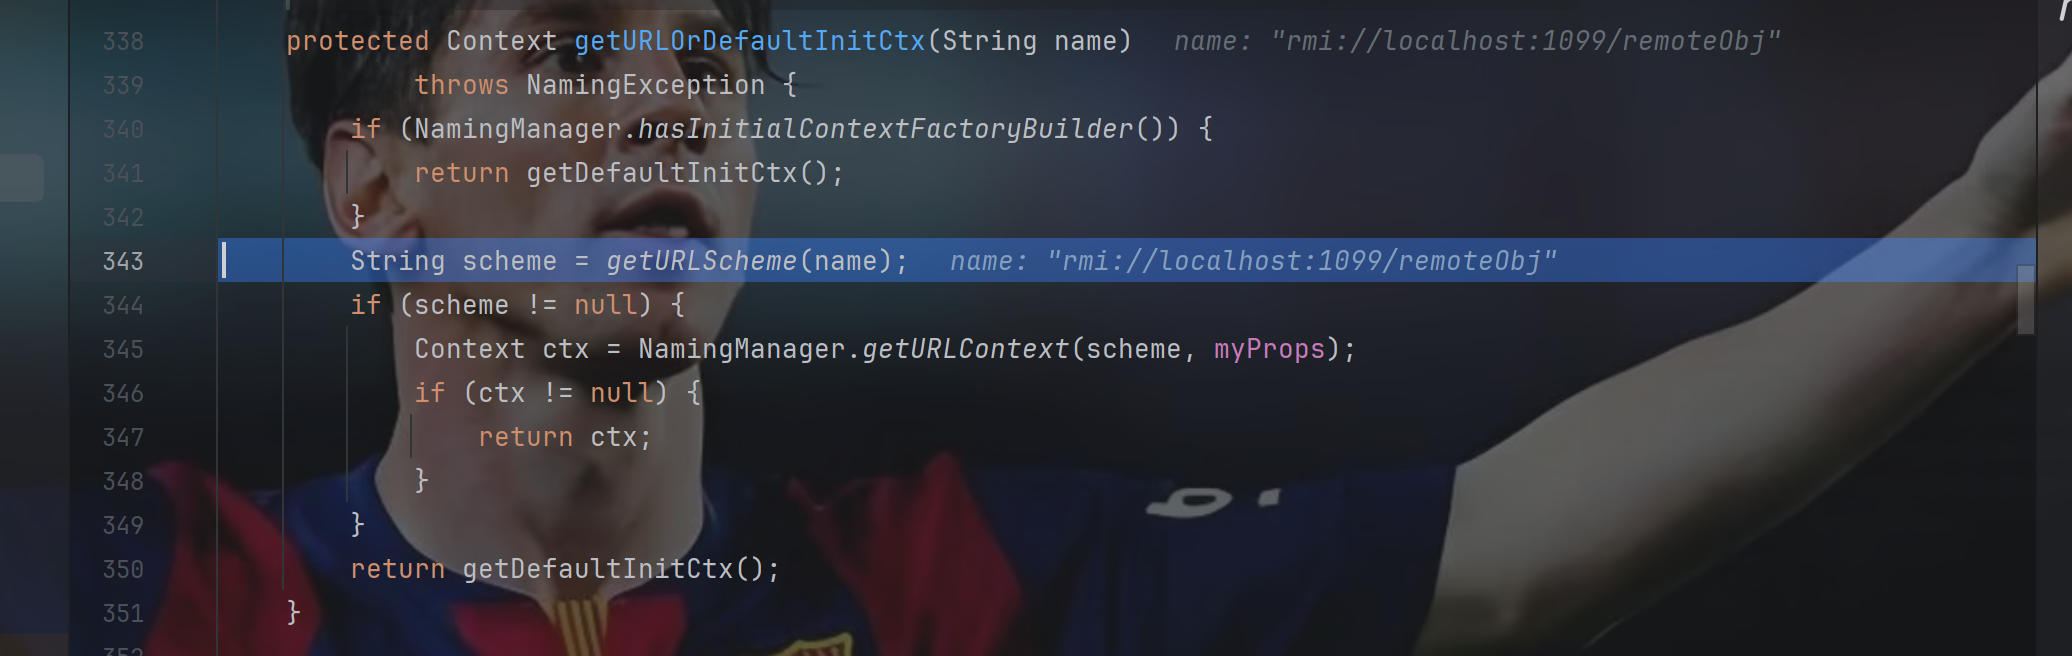 338 protected Context getURLOrDefaultInitCtx(String name) name: "rmi://localhost:1099/remoteObj"
339 throws NamingException {
340 if (NamingManager.hasInitialContextFactoryBuilder()) {
341 return getDefaultInitCtx();
342 }
343 String scheme = getURLScheme(name); name: "rmi://localhost:1099/remoteObj"
344 if (scheme != null) {
345 Context ctx = NamingManager.getURLContext(scheme, myProps);
346 if (ctx != null) {
347 return ctx;
348 }
349 }
350 return getDefaultInitCtx();
351 }
352